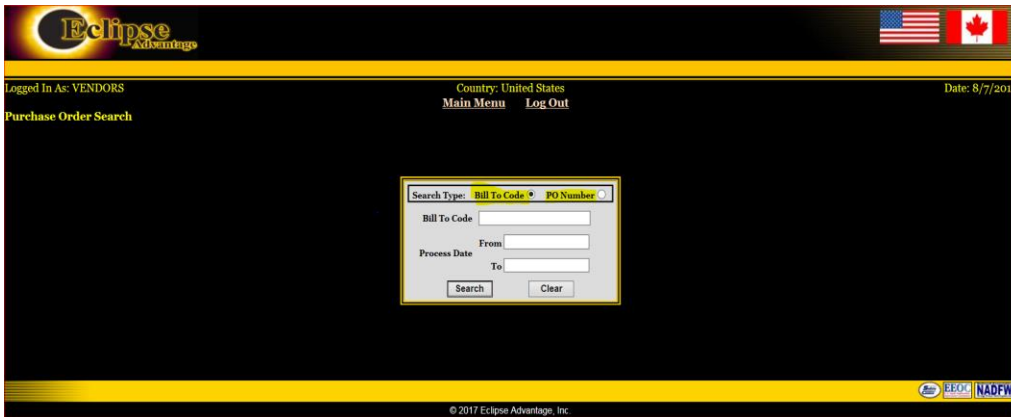 Eclipse
Advantage
Logged In As: VENDORS
Country: United States
Date: 8/7/201
Main Menu Log Out
Purchase Order Search
Search Type: Bill To Code PO Number
Bill To Code
From
Process Date
To
Search Clear
EEOC NADFW
© 2017 Eclipse Advantage, Inc.